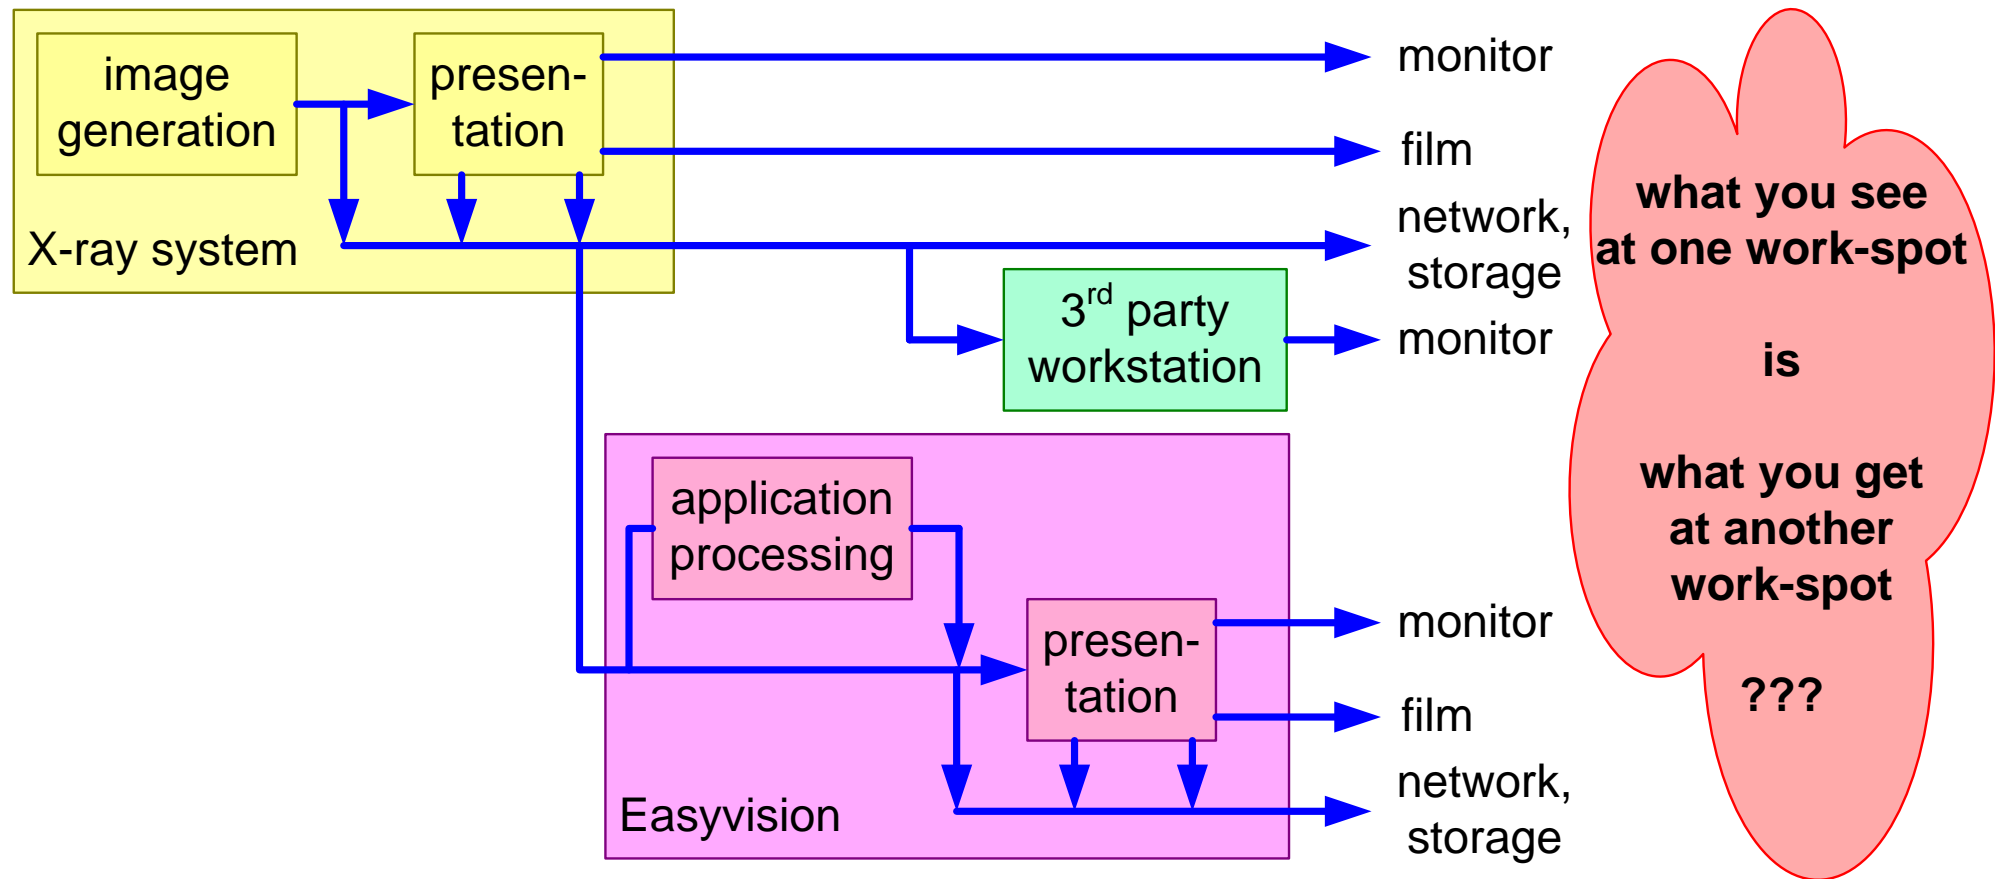 image
generation
presen-
tation
X-ray system
monitor
film
network,
storage
3rd party
workstation
monitor
application
processing
presen-
tation
Easyvision
monitor
film
network,
storage
what you see
at one work-spot
is
what you get
at another
work-spot
???